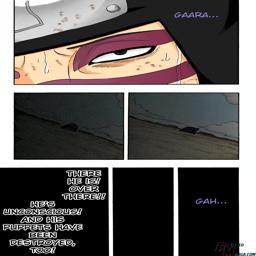 GAARA...
THERE
HE IS!
OVER
THERE!!
HE'S
UNCONSCIOUS!
AND HIS
PUPPETS HAVE
BEEN
DESTROYED,
TOO!
GAH...